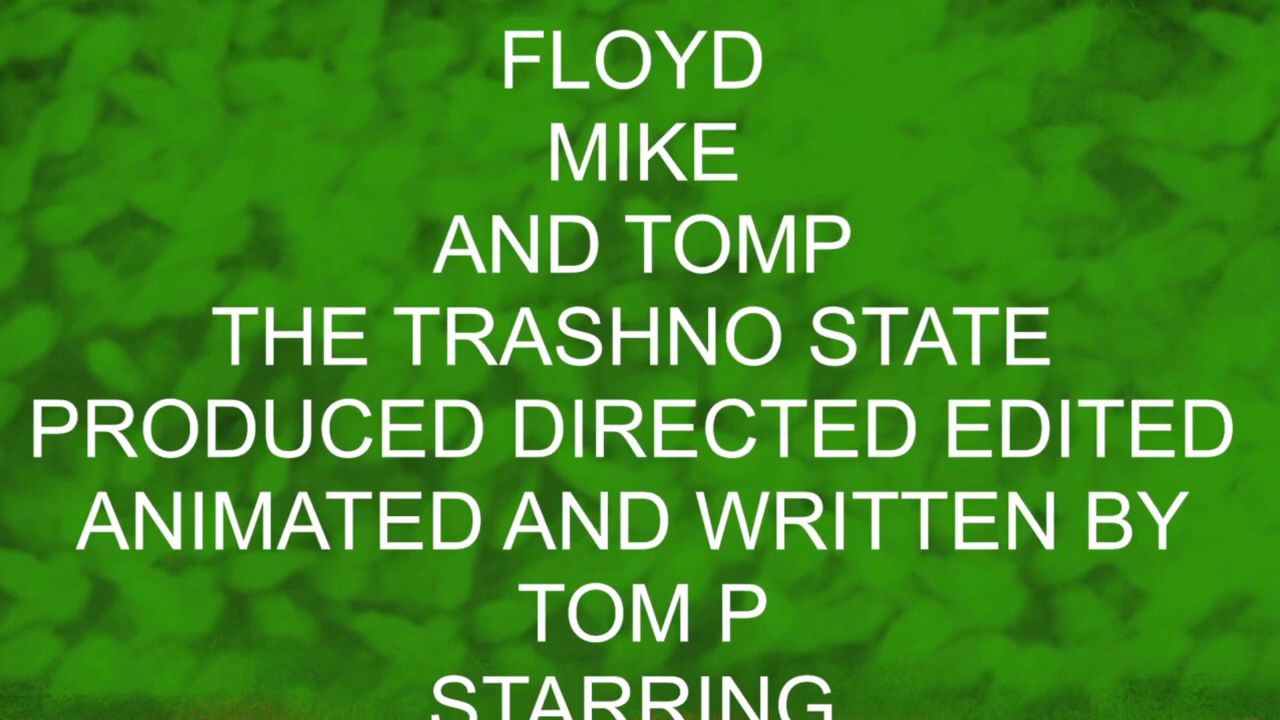 FLOYD
MIKE
AND TOMP
THE TRASHNO STATE
PRODUCED DIRECTED EDITED
ANIMATED AND WRITTEN BY
TOM P
STARRING